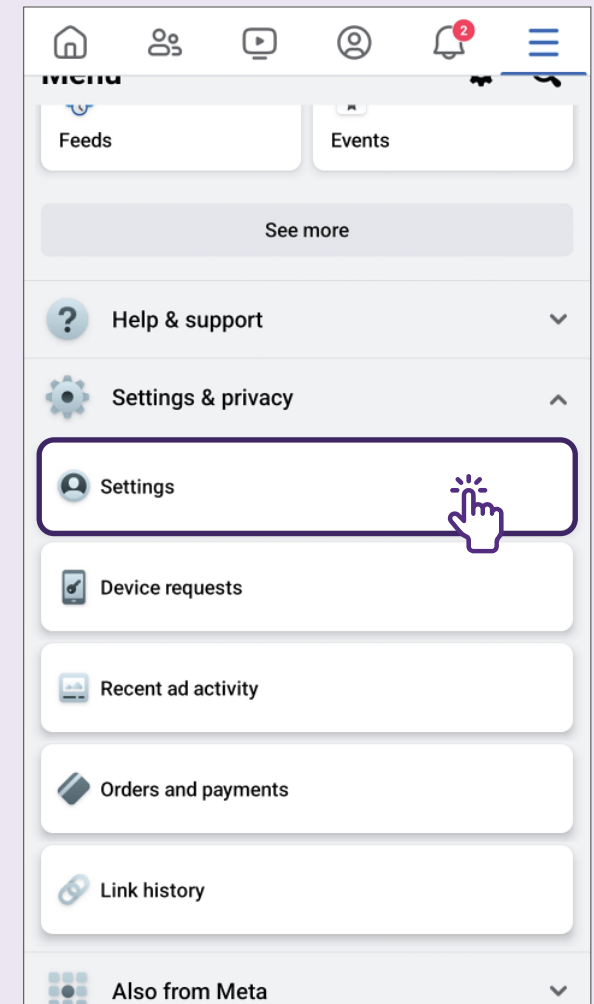 2
Menu
Feeds
Events
See more
? Help & support
Settings & privacy
Settings
Device requests
Recent ad activity
Orders and payments
Link history
Also from Meta